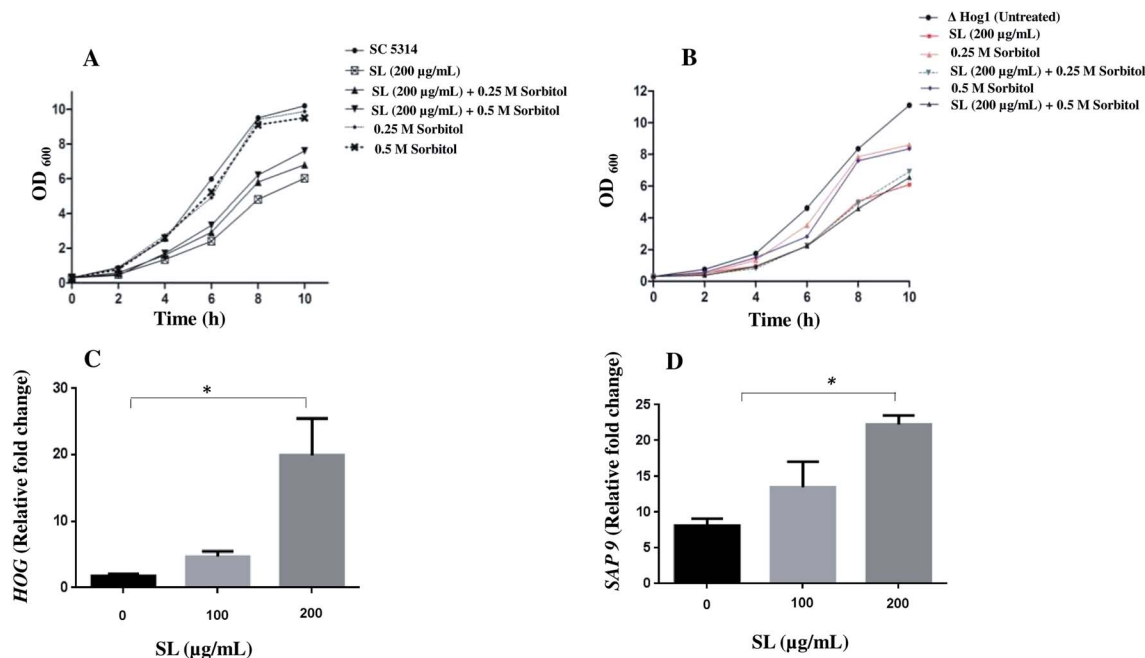 A
SC 5314
SL (200 µg/mL)
SL (200 µg/mL) + 0.25 M Sorbitol
SL (200 µg/mL) + 0.5 M Sorbitol
0.25 M Sorbitol
0.5 M Sorbitol
OD 600
10
8
6
4
2
0
0 2 4 6 8 10
Time (h)
B
Δ Hog1 (Untreated)
SL (200 µg/mL)
0.25 M Sorbitol
SL (200 µg/mL) + 0.25 M Sorbitol
0.5 M Sorbitol
SL (200 µg/mL) + 0.5 M Sorbitol
OD 600
12
10
8
6
4
2
0
0 2 4 6 8 10
Time (h)
C
HOG (Relative fold change)
30
20
10
0
*
0 100 200
SL (µg/mL)
D
SAP 9 (Relative fold change)
25
20
15
10
5
0
*
0 100 200
SL (µg/mL)